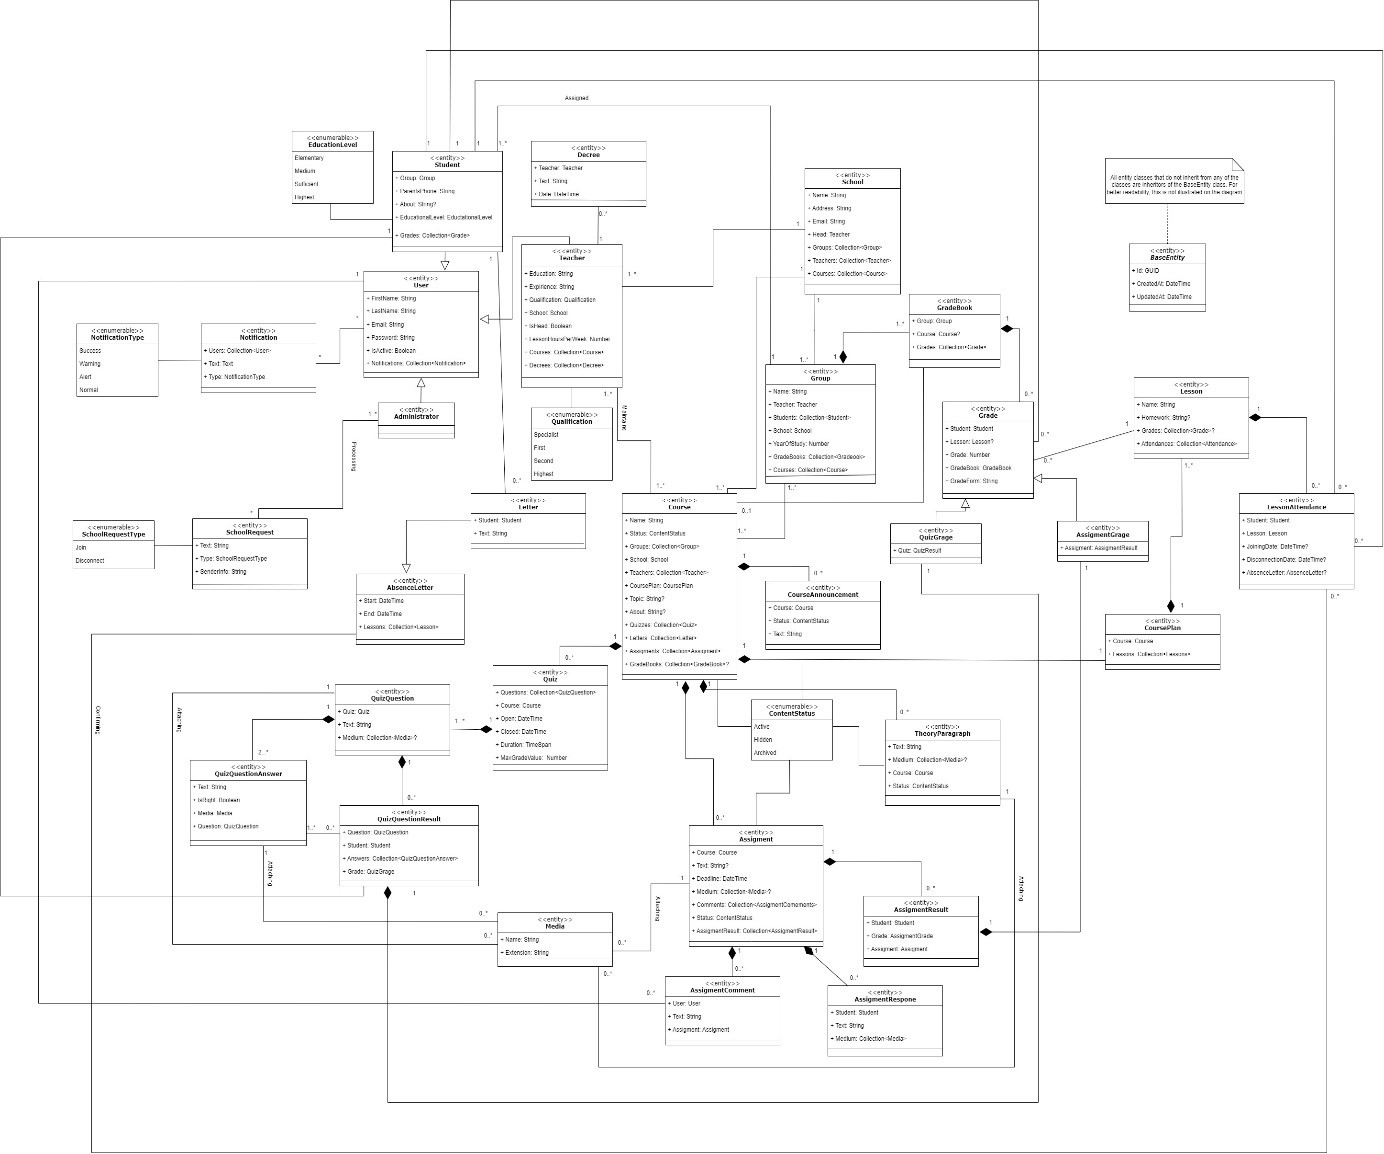 Assigned
<<enumerable>>
EducationLevel
Elementary
Medium
Sufficient
Highest
<<entity>>
Student
+ Group: Group
+ ParentsPhone: String
+ About: String?
+ EducationalLevel: EductationalLevel
+ Grades: Collection<Grade>
<<entity>>
Decree
+ Teacher: Teacher
+ Text: String
+ Date: DateTime
<<entity>>
School
+ Name: String
+ Address: String
+ Email: String
+ Head: Teacher
+ Groups: Collection<Group>
+ Teachers: Collection<Teacher>
+ Courses: Collection<Course>
All entity classes that do not inherit from any of the
classes are inheritors of the BaseEntity class. For
better readability, this is not illustrated on the diagram
<<entity>>
BaseEntity
+ Id: GUID
+ CreatedAt: DateTime
+ UpdatedAt: DateTime
<<entity>>
Teacher
+ Education: String
+ Expirience: String
+ Qualification: Qualification
+ School: School
+ IsHead: Boolean
+ LessonHoursPerWeek: Number
+ Courses: Collection<Course>
+ Decrees: Collection<Decree>
<<entity>>
User
+ FirstName: String
+ LastName: String
+ Email: String
+ Password: String
+ IsActive: Boolean
+ Notifications: Collection<Notification>
<<enumerable>>
NotificationType
Success
Warning
Alert
Normal
<<entity>>
Notification
+ Users: Collection<User>
+ Text: Text
+ Type: NotificationType
<<entity>>
GradeBook
+ Group: Group
+ Course: Course?
+ Grades: Collection<Grade>
<<entity>>
Group
+ Name: String
+ Teacher: Teacher
+ Students: Collection<Student>
+ School: School
+ YearOfStudy: Number
+ GradeBooks: Collection<Gradeook>
+ Courses: Collection<Course>
<<entity>>
Grade
+ Student: Student
+ Lesson: Lesson?
+ Grade: Number
+ GradeBook: GradeBook
+ GradeForm: String
<<entity>>
Lesson
+ Name: String
+ Homework: String?
+ Grades: Collection<Grade>?
+ Attendances: Collection<Attendance>
<<entity>>
Administrator
Processing
<<enumerable>>
Qualification
Specialist
First
Second
Highest
<<enumerable>>
SchoolRequestType
Join
Disconnect
<<entity>>
SchoolRequest
+ Text: String
+ Type: SchoolRequestType
+ SenderInfo: String
<<entity>>
Letter
+ Student: Student
+ Text: String
<<entity>>
AbsenceLetter
+ Start: DateTime
+ End: DateTime
+ Lessons: Collection<Lesson>
<<entity>>
Course
+ Name: String
+ Status: ContentStatus
+ Groups: Collection<Group>
+ School: School
+ Teachers: Collection<Teacher>
+ CoursePlan: CoursePlan
+ Topic: String?
+ About: String?
+ Quizzes: Collection<Quiz>
+ Letters: Collection<Letter>
+ Assigments: Collection<Assigment>
+ GradeBooks: Collection<GradeBook>?
<<entity>>
QuizGrage
+ Quiz: QuizResult
<<entity>>
AssigmentGrage
+ Assigment: AssigmentResult
<<entity>>
LessonAttendance
+ Student: Student
+ Lesson: Lesson
+ JoiningDate: DateTime?
+ DisconnectionDate: DateTime?
+ AbsenceLetter: AbsenceLetter?
<<entity>>
CourseAnnouncement
+ Course: Course
+ Status: ContentStatus
+ Text: String
<<entity>>
CoursePlan
+ Course: Course
+ Lessons: Collection<Lessons>
<<entity>>
Quiz
+ Questions: Collection<QuizQuestion>
+ Course: Course
+ Open: DateTime
+ Closed: DateTime
+ Duration: TimeSpan
+ MaxGradeValue: Number
<<entity>>
QuizQuestion
+ Quiz: Quiz
+ Text: String
+ Medium: Collection<Media>?
<<enumerable>>
ContentStatus
Active
Hidden
Archived
<<entity>>
TheoryParagraph
+ Text: String
+ Medium: Collection<Media>?
+ Course: Course
+ Status: ContentStatus
Confirming
Attaching
<<entity>>
QuizQuestionAnswer
+ Text: String
+ IsRight: Boolean
+ Media: Media
+ Question: QuizQuestion
<<entity>>
QuizQuestionResult
+ Question: QuizQuestion
+ Student: Student
+ Answers: Collection<QuizQuestionAnswer>
+ Grade: QuizGrage
<<entity>>
Assigment
+ Course: Course
+ Text: String?
+ Deadline: DateTime
+ Medium: Collection<Media>?
+ Comments: Collection<AssigmentComements>
+ Status: ContentStatus
+ AssigmentResult: Collection<AssigmentResult>
Attaching
Attaching
Attaching
<<entity>>
AssigmentResult
+ Student: Student
+ Grade: AssigmentGrade
+ Assigment: Assigment
<<entity>>
Media
+ Name: String
+ Extension: String
<<entity>>
AssigmentComment
+ User: User
+ Text: String
+ Assigment: Assigment
<<entity>>
AssigmentRespone
+ Student: Student
+ Text: String
+ Medium: Collection<Media>